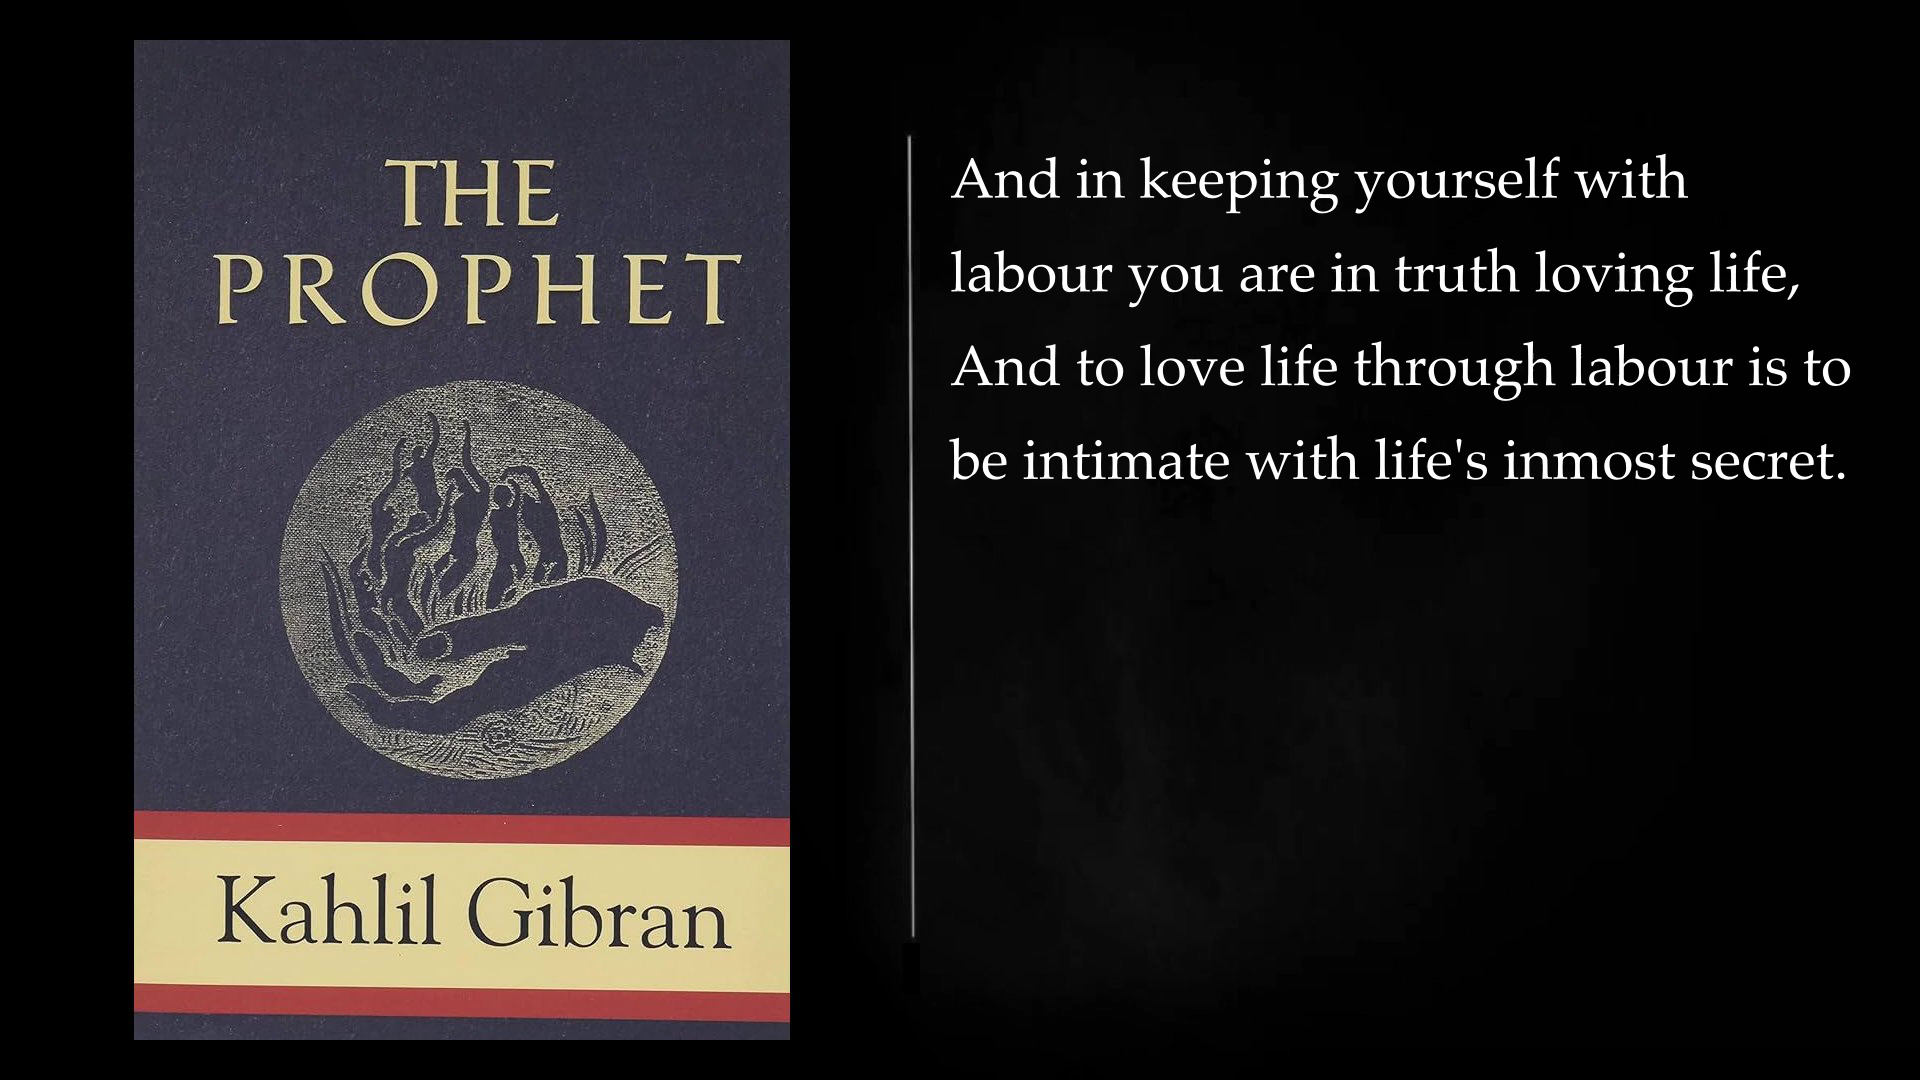 THE
PROPHET
Kahlil Gibran
And in keeping yourself with
labour you are in truth loving life,
And to love life through labour is to
be intimate with life's inmost secret.